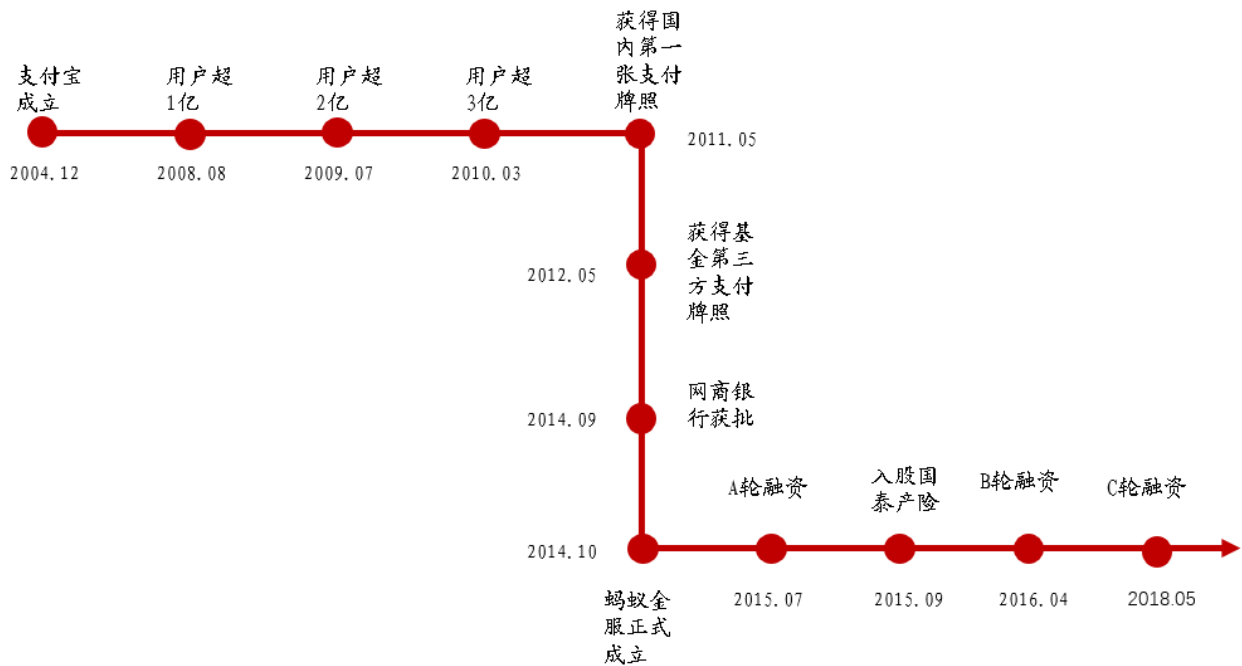 支付宝
成立
2004.12
用户超
1亿
2008.08
用户超
2亿
2009.07
用户超
3亿
2010.03
获得国
内第一
张支付
牌照
2011.05
获得基
金第三
方支付
牌照
2012.05
网商银
行获批
2014.09
2014.10
蚂蚁金
服正式
成立
A轮融资
2015.07
入股国
泰产险
2015.09
B轮融资
2016.04
C轮融资
2018.05